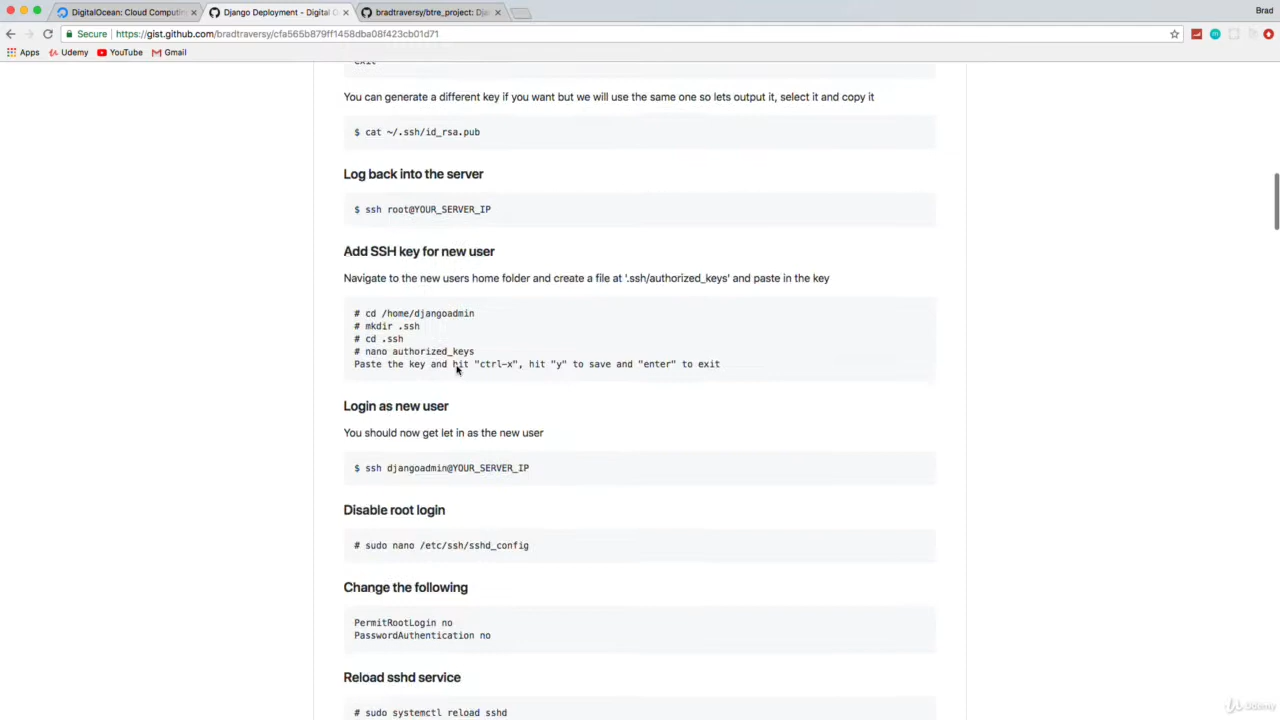 DigitalOcean: Cloud Computin
Django Deployment - Digital O
bradtraversy/btre_project: Dj
Brad
Secure
https://gist.github.com/bradtraversy/cfa565b879ff1458dba08f423cb01d71
Apps
Udemy
YouTube
Gmail
exit
You can generate a different key if you want but we will use the same one so lets output it, select it and copy it
$ cat ~/.ssh/id_rsa.pub
Log back into the server
$ ssh root@YOUR_SERVER_IP
Add SSH key for new user
Navigate to the new users home folder and create a file at '.ssh/authorized_keys' and paste in the key
# cd /home/djangoadmin
# mkdir .ssh
# cd .ssh
# nano authorized_keys
Paste the key and hit "ctrl-x", hit "y" to save and "enter" to exit
Login as new user
You should now get let in as the new user
$ ssh djangoadmin@YOUR_SERVER_IP
Disable root login
# sudo nano /etc/ssh/sshd_config
Change the following
PermitRootLogin no
PasswordAuthentication no
Reload sshd service
# sudo systemctl reload sshd
Udemy